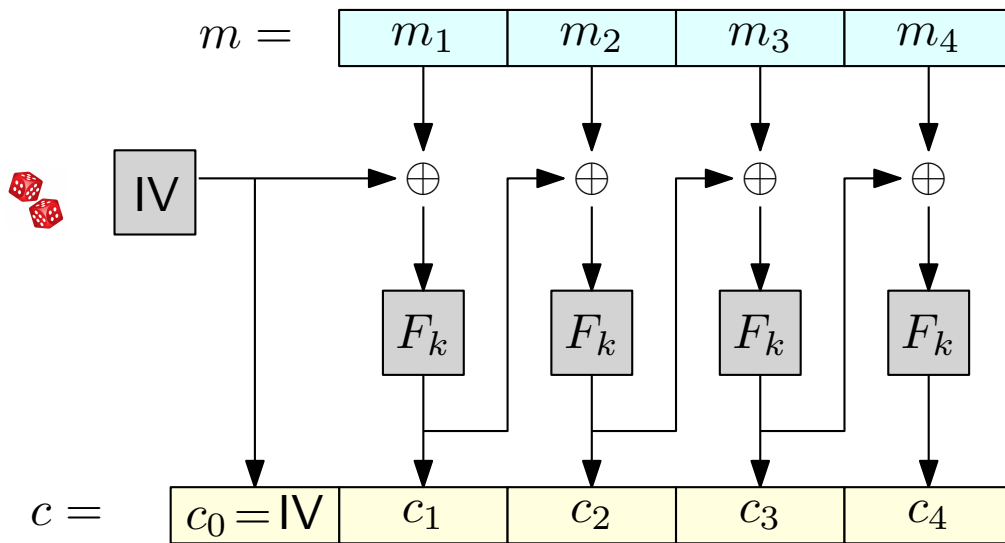 m = m₁ m₂ m₃ m₄
IV
Fₖ Fₖ Fₖ Fₖ
c = c₀ = IV c₁ c₂ c₃ c₄